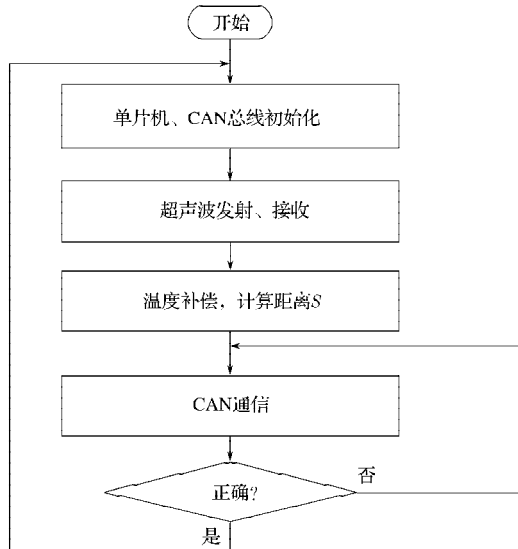 开始
单片机、CAN总线初始化
超声波发射、接收
温度补偿，计算距离S
CAN通信
正确?
否
是